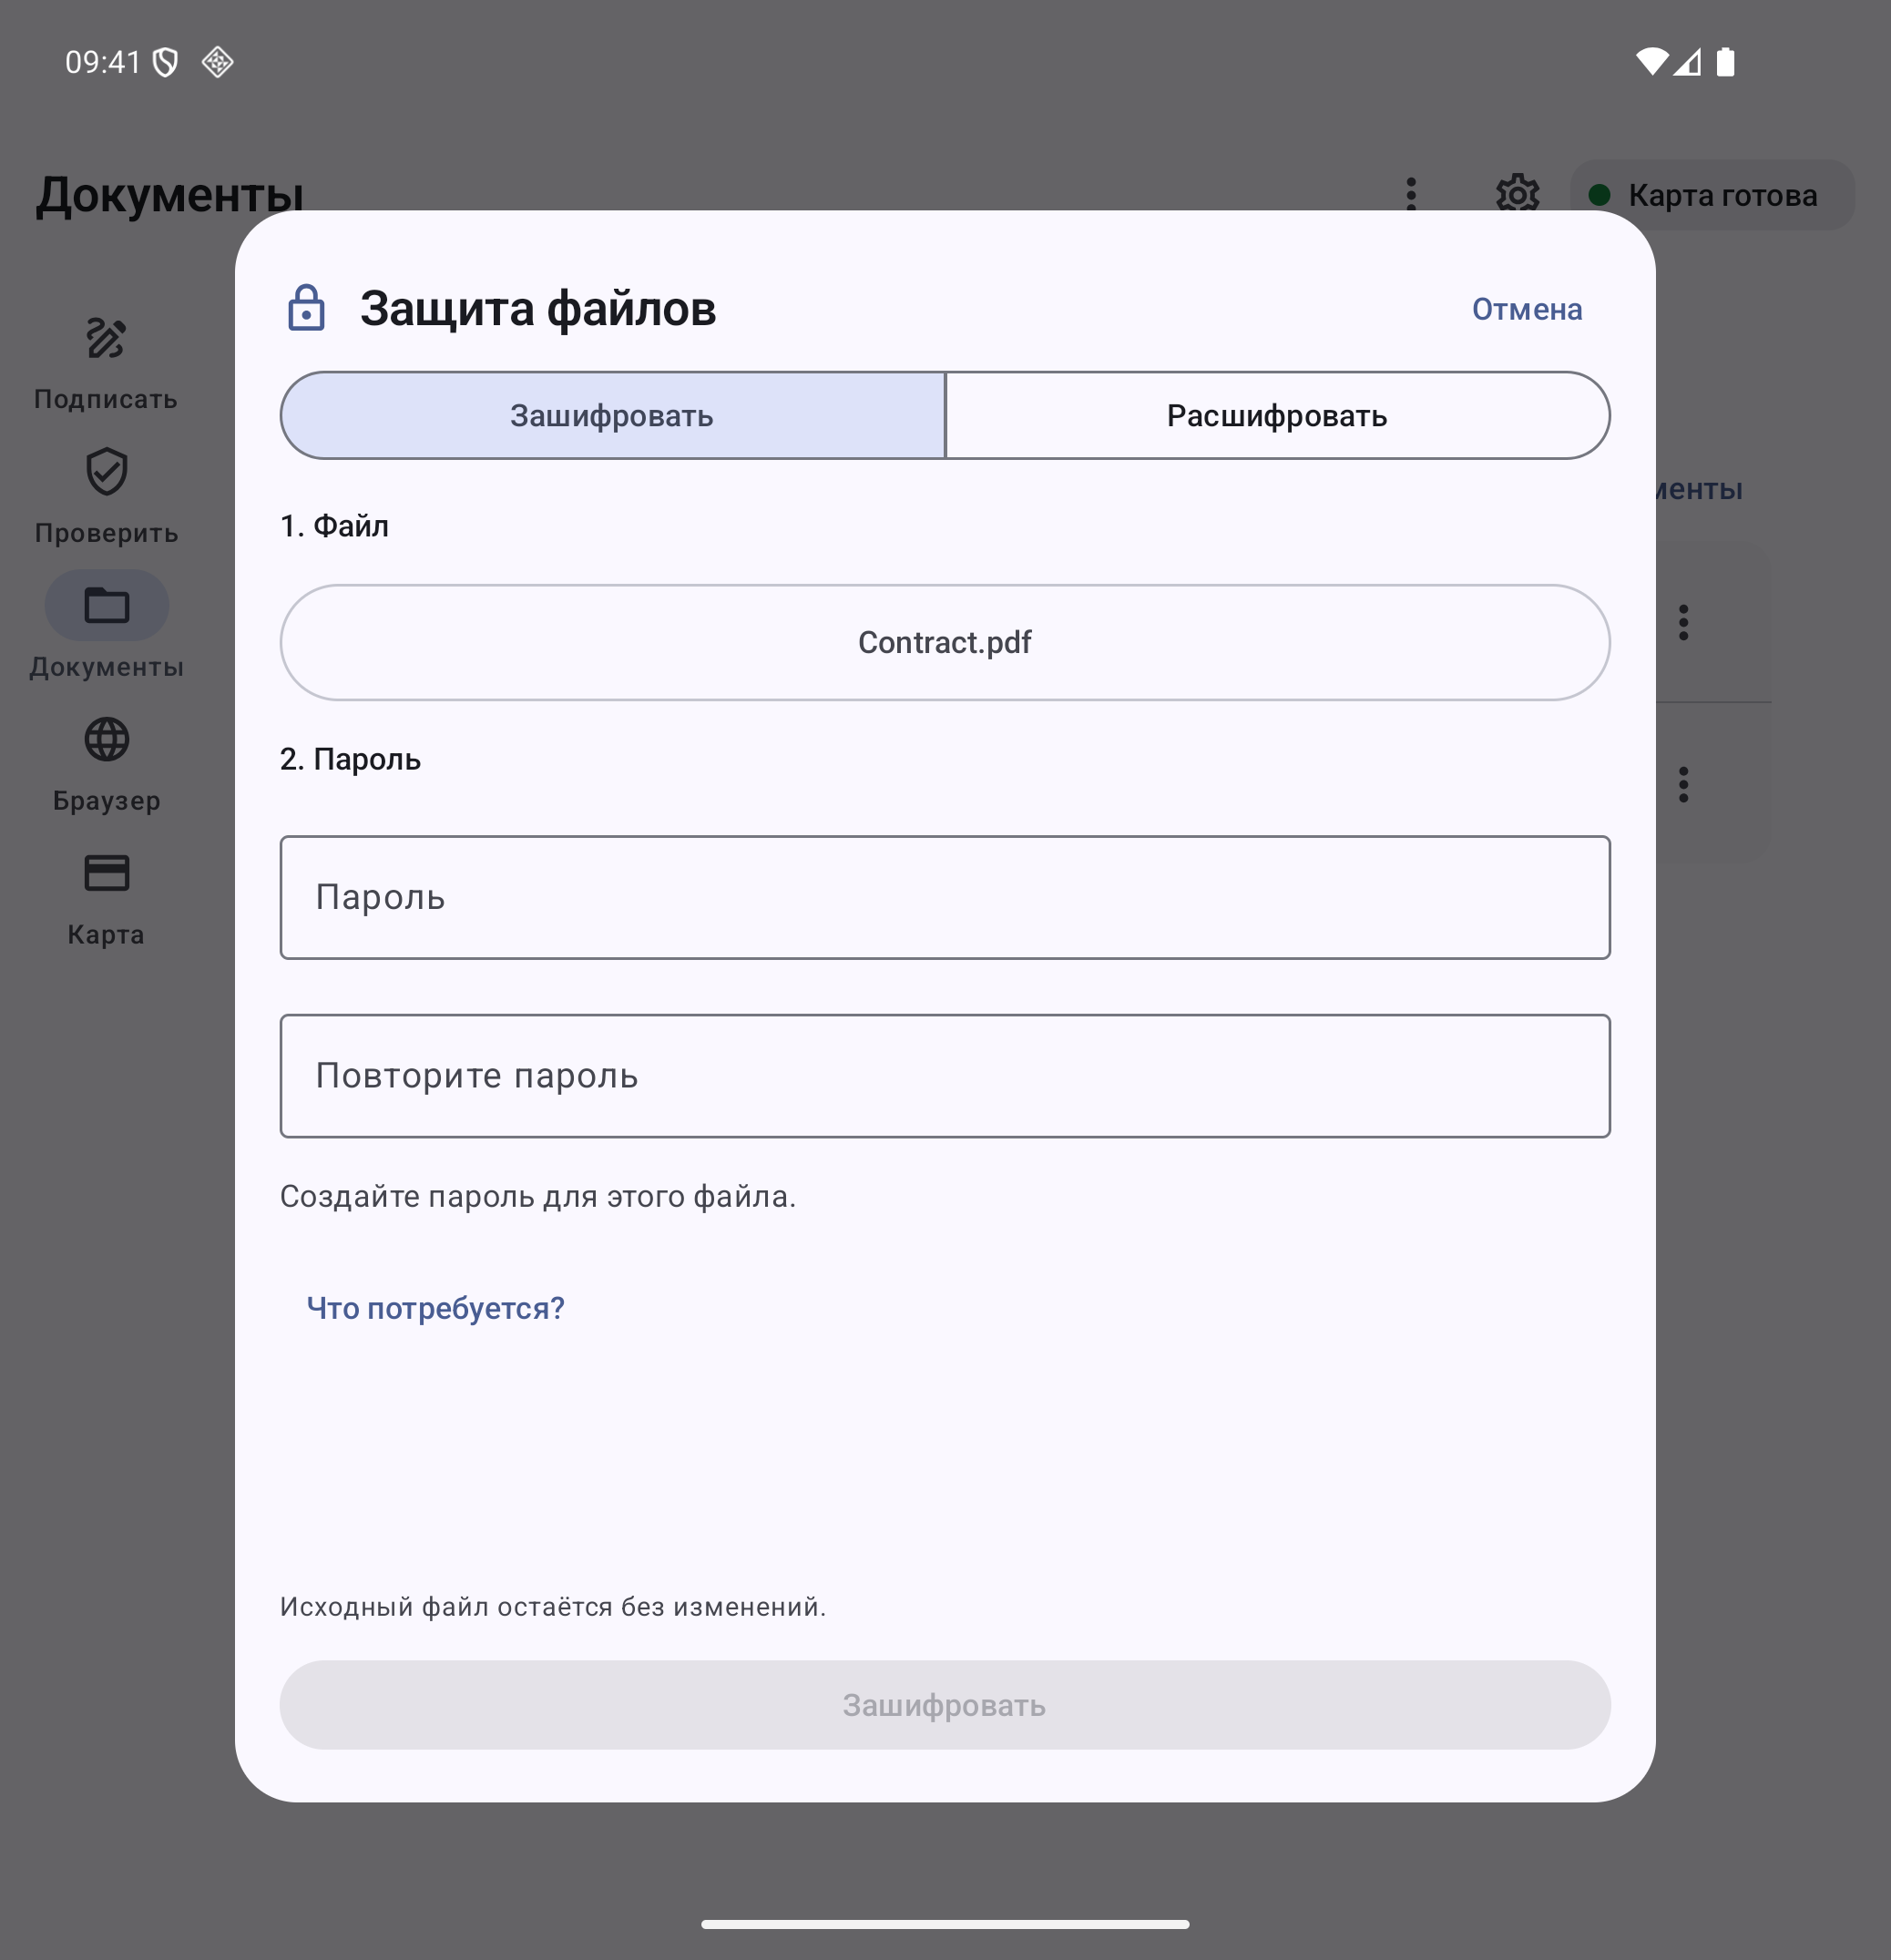 09:41
Документы
Карта готова
Подписать
Проверить
Документы
Браузер
Карта
Защита файлов
Отмена
Зашифровать
Расшифровать
1. Файл
Contract.pdf
2. Пароль
Пароль
Повторите пароль
Создайте пароль для этого файла.
Что потребуется?
Исходный файл остаётся без изменений.
Зашифровать